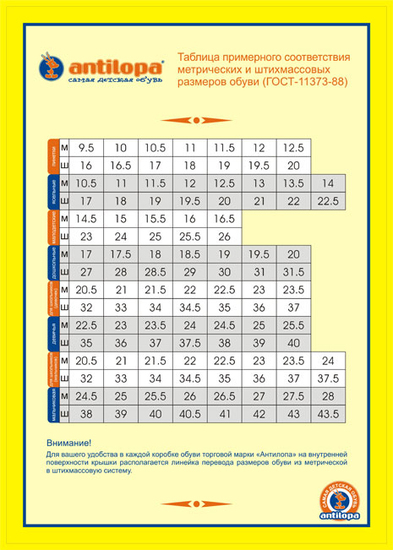 antilopa®
самая детская обувь
Таблица примерного соответствия
метрических и штихмассовых
размеров обуви (ГОСТ-11373-88)
М 9.5 10 10.5 11 11.5 12 12.5
Ш 16 16.5 17 18 19 19.5 20
М 10.5 11 11.5 12 12.5 13 13.5 14
Ш 17 18 19 19.5 20 21 22 22.5
М 14.5 15 15.5 16 16.5
Ш 23 24 25 25.5 26
ДОШКОЛЬНЫЕ
М 17 17.5 18 18.5 19 19.5 20
Ш 27 28 28.5 29 30 31 31.5
М 20.5 21 21.5 22 22.5 23 23.5
Ш 32 33 34 34.5 35 36 37
М 22.5 23 23.5 24 24.5 25 25.5
Ш 35 36 37 37.5 38 39 40
М 20.5 21 21.5 22 22.5 23 23.5 24
Ш 32 33 34 34.5 35 36 37 37.5
М 24.5 25 25.5 26 26.5 27 27.5 28
Ш 38 39 40 40.5 41 42 43 43.5
Внимание!
Для вашего удобства в каждой коробке обуви торговой марки «Антилопа» на внутренней
поверхности крышки располагается линейка перевода размеров обуви из метрической
в штихмассовую систему.
САМАЯ ДЕТСКАЯ ОБУВЬ
antilopa